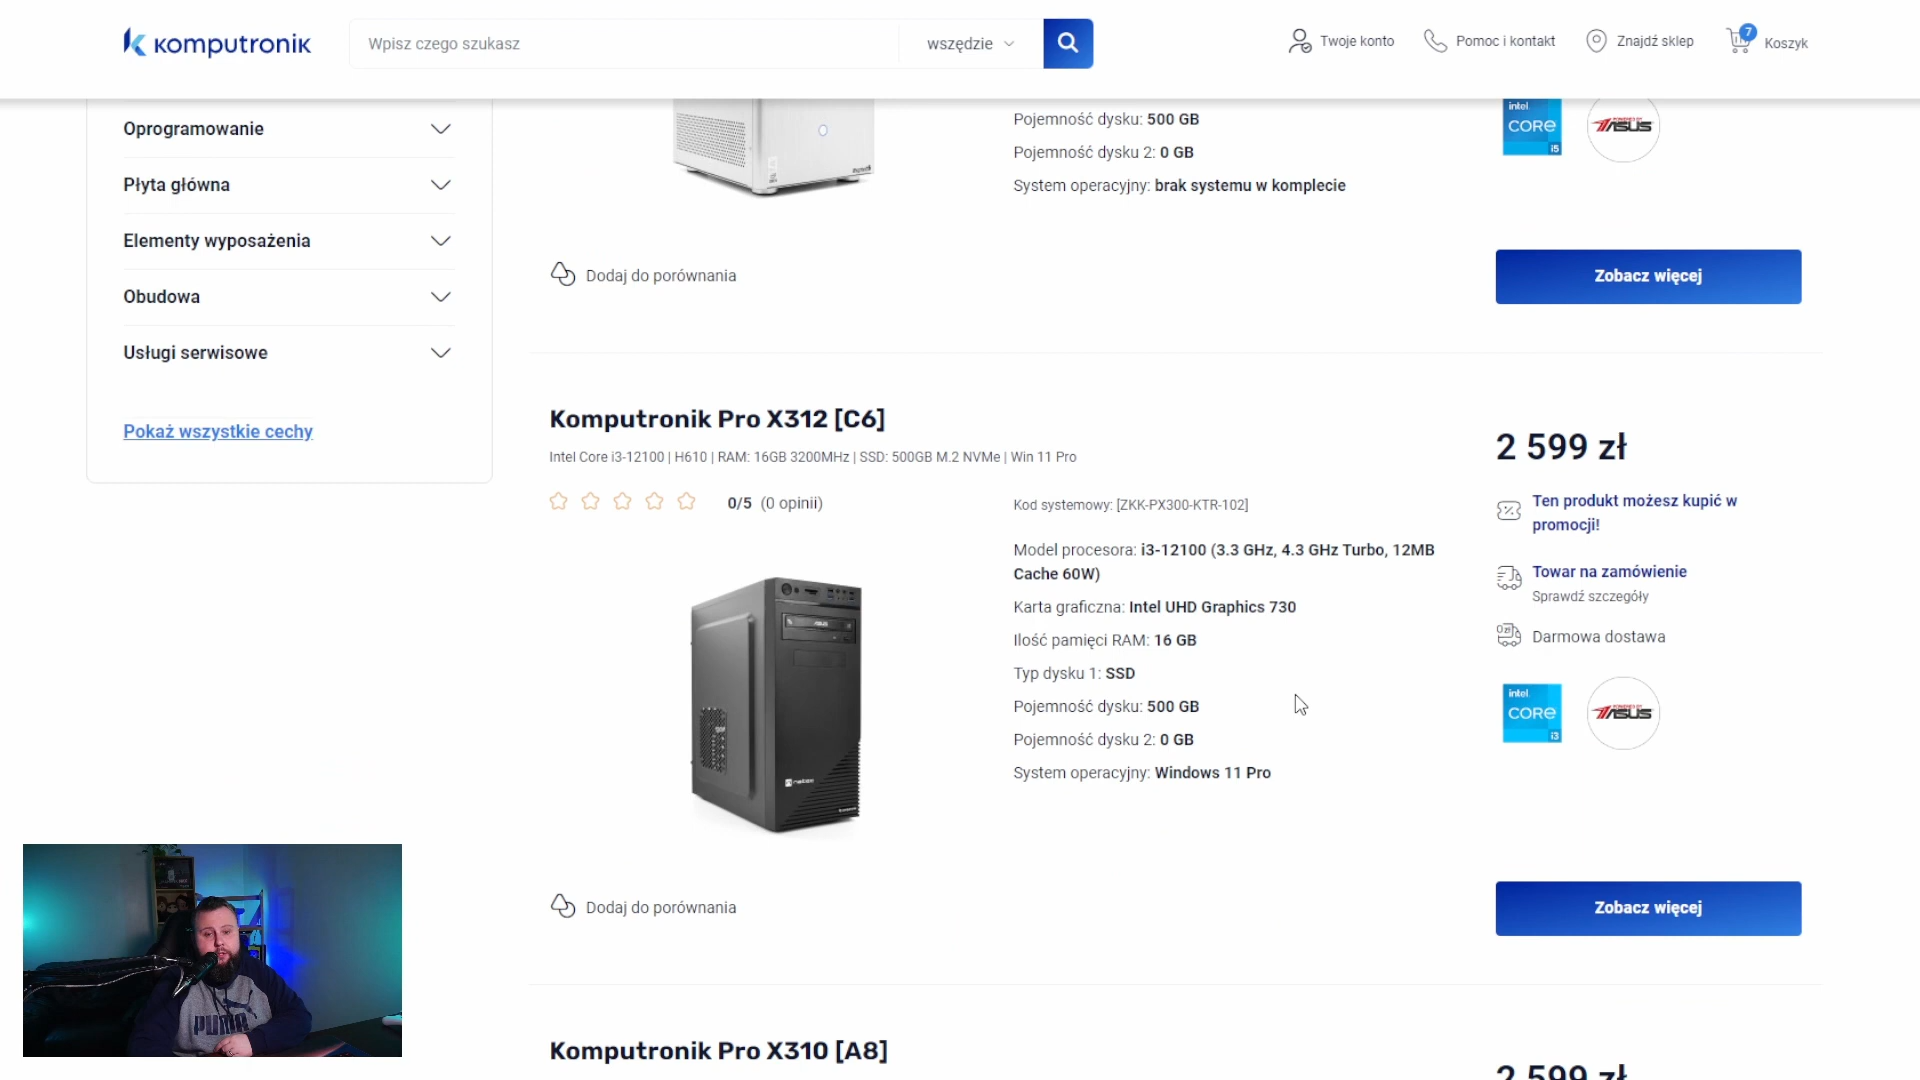 komputronik
Wpisz czego szukasz
wszędzie
Twoje konto
Pomoc i kontakt
Znajdź sklep
7
Koszyk
Oprogramowanie
Płyta główna
Elementy wyposażenia
Obudowa
Usługi serwisowe
Pokaż wszystkie cechy
Pojemność dysku: 500 GB
Pojemność dysku 2: 0 GB
System operacyjny: brak systemu w komplecie
intel
CORE
i5
ASUS
Dodaj do porównania
Zobacz więcej
Komputronik Pro X312 [C6]
Intel Core i3-12100 | H610 | RAM: 16GB 3200MHz | SSD: 500GB M.2 NVMe | Win 11 Pro
0/5 (0 opinii)
Kod systemowy: [ZKK-PX300-KTR-102]
Model procesora: i3-12100 (3.3 GHz, 4.3 GHz Turbo, 12MB
Cache 60W)
Karta graficzna: Intel UHD Graphics 730
Ilość pamięci RAM: 16 GB
Typ dysku 1: SSD
Pojemność dysku: 500 GB
Pojemność dysku 2: 0 GB
System operacyjny: Windows 11 Pro
2 599 zł
Ten produkt możesz kupić w
promocji!
Towar na zamówienie
Sprawdź szczegóły
Darmowa dostawa
intel
CORE
i3
ASUS
Dodaj do porównania
Zobacz więcej
PUMA
Komputronik Pro X310 [A8]
2 599 zł